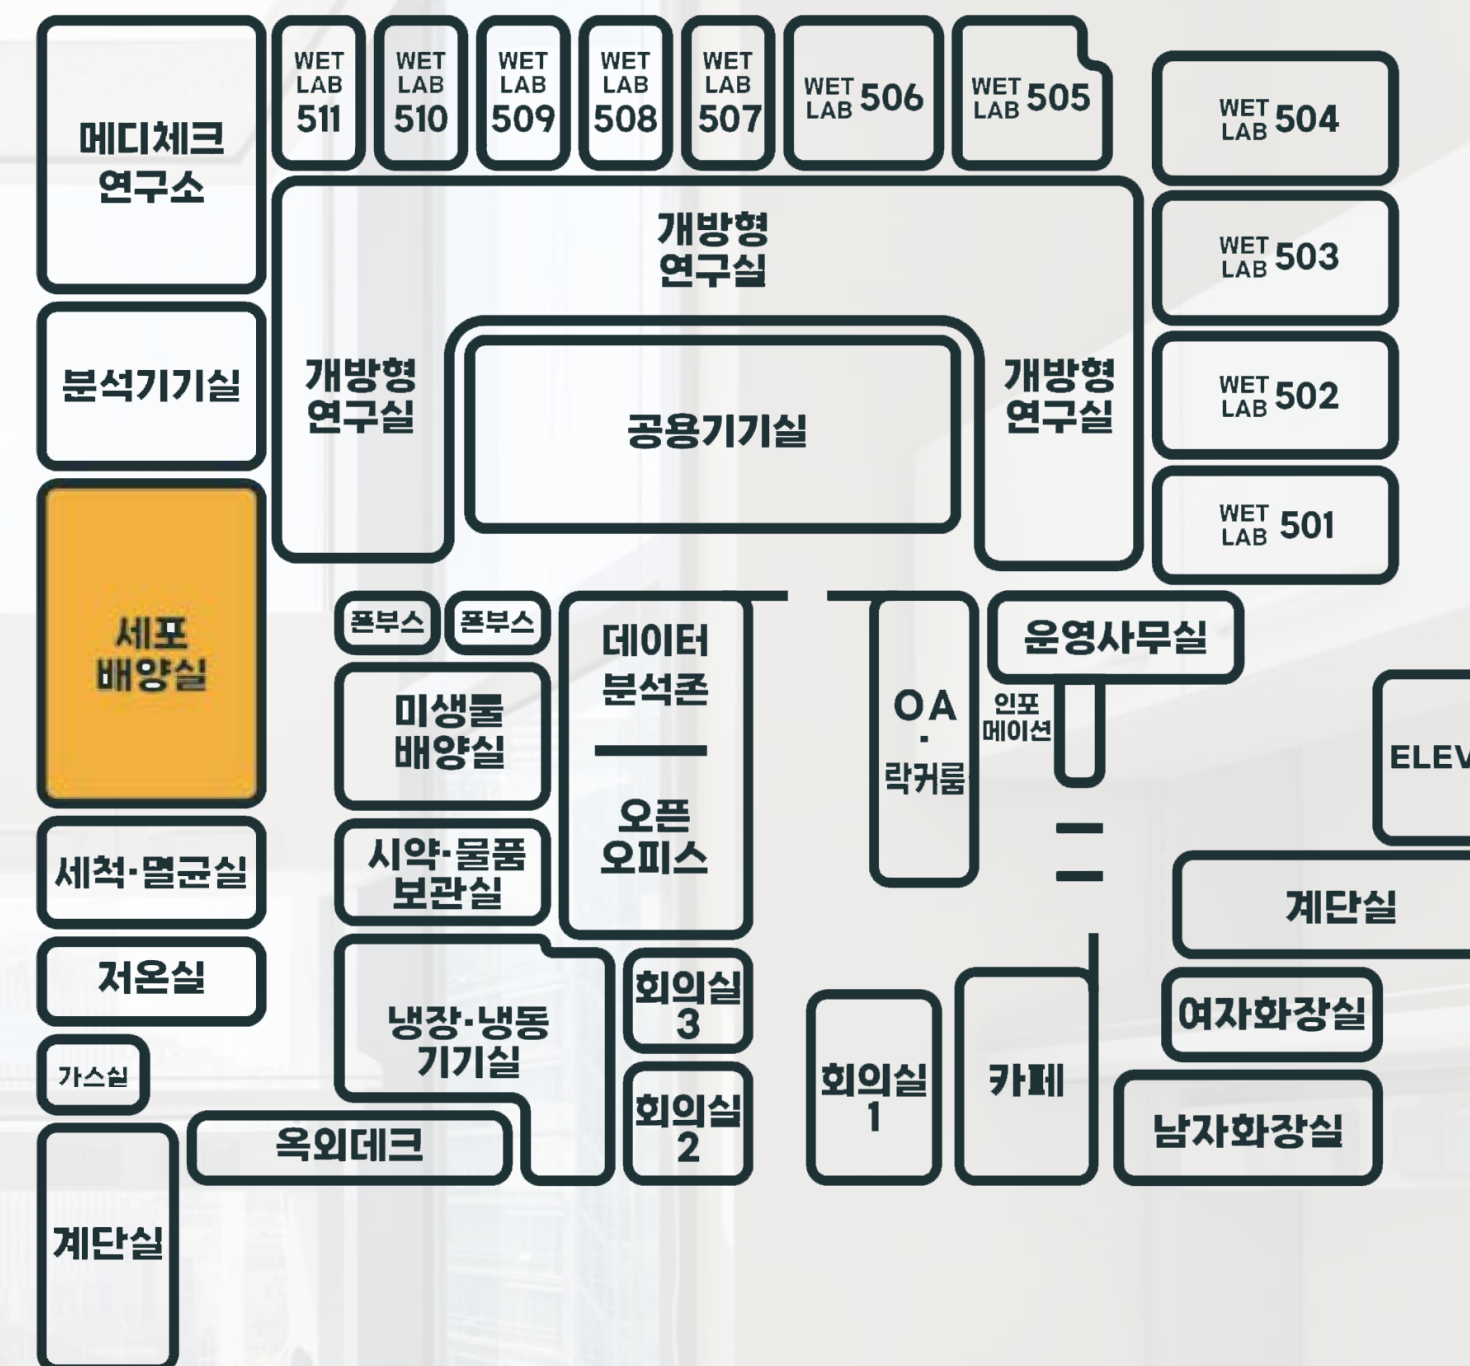 메디체크
연구소
WET
LAB
511
WET
LAB
510
WET
LAB
509
WET
LAB
508
WET
LAB
507
WET
LAB 506
WET
LAB 505
WET
LAB 504
개방형
연구실
WET
LAB 503
분석기기실
개방형
연구실
공용기기실
개방형
연구실
WET
LAB 502
WET
LAB 501
세포
배양실
폰부스
폰부스
데이터
분석존
운영사무실
미생물
배양실
OA
·
락커룸
인포
메이션
ELEV
오픈
오피스
세척·멸균실
시약·물품
보관실
계단실
저온실
냉장·냉동
기기실
회의실
3
여자화장실
가스실
회의실
2
회의실
1
카페
남자화장실
옥외데크
계단실